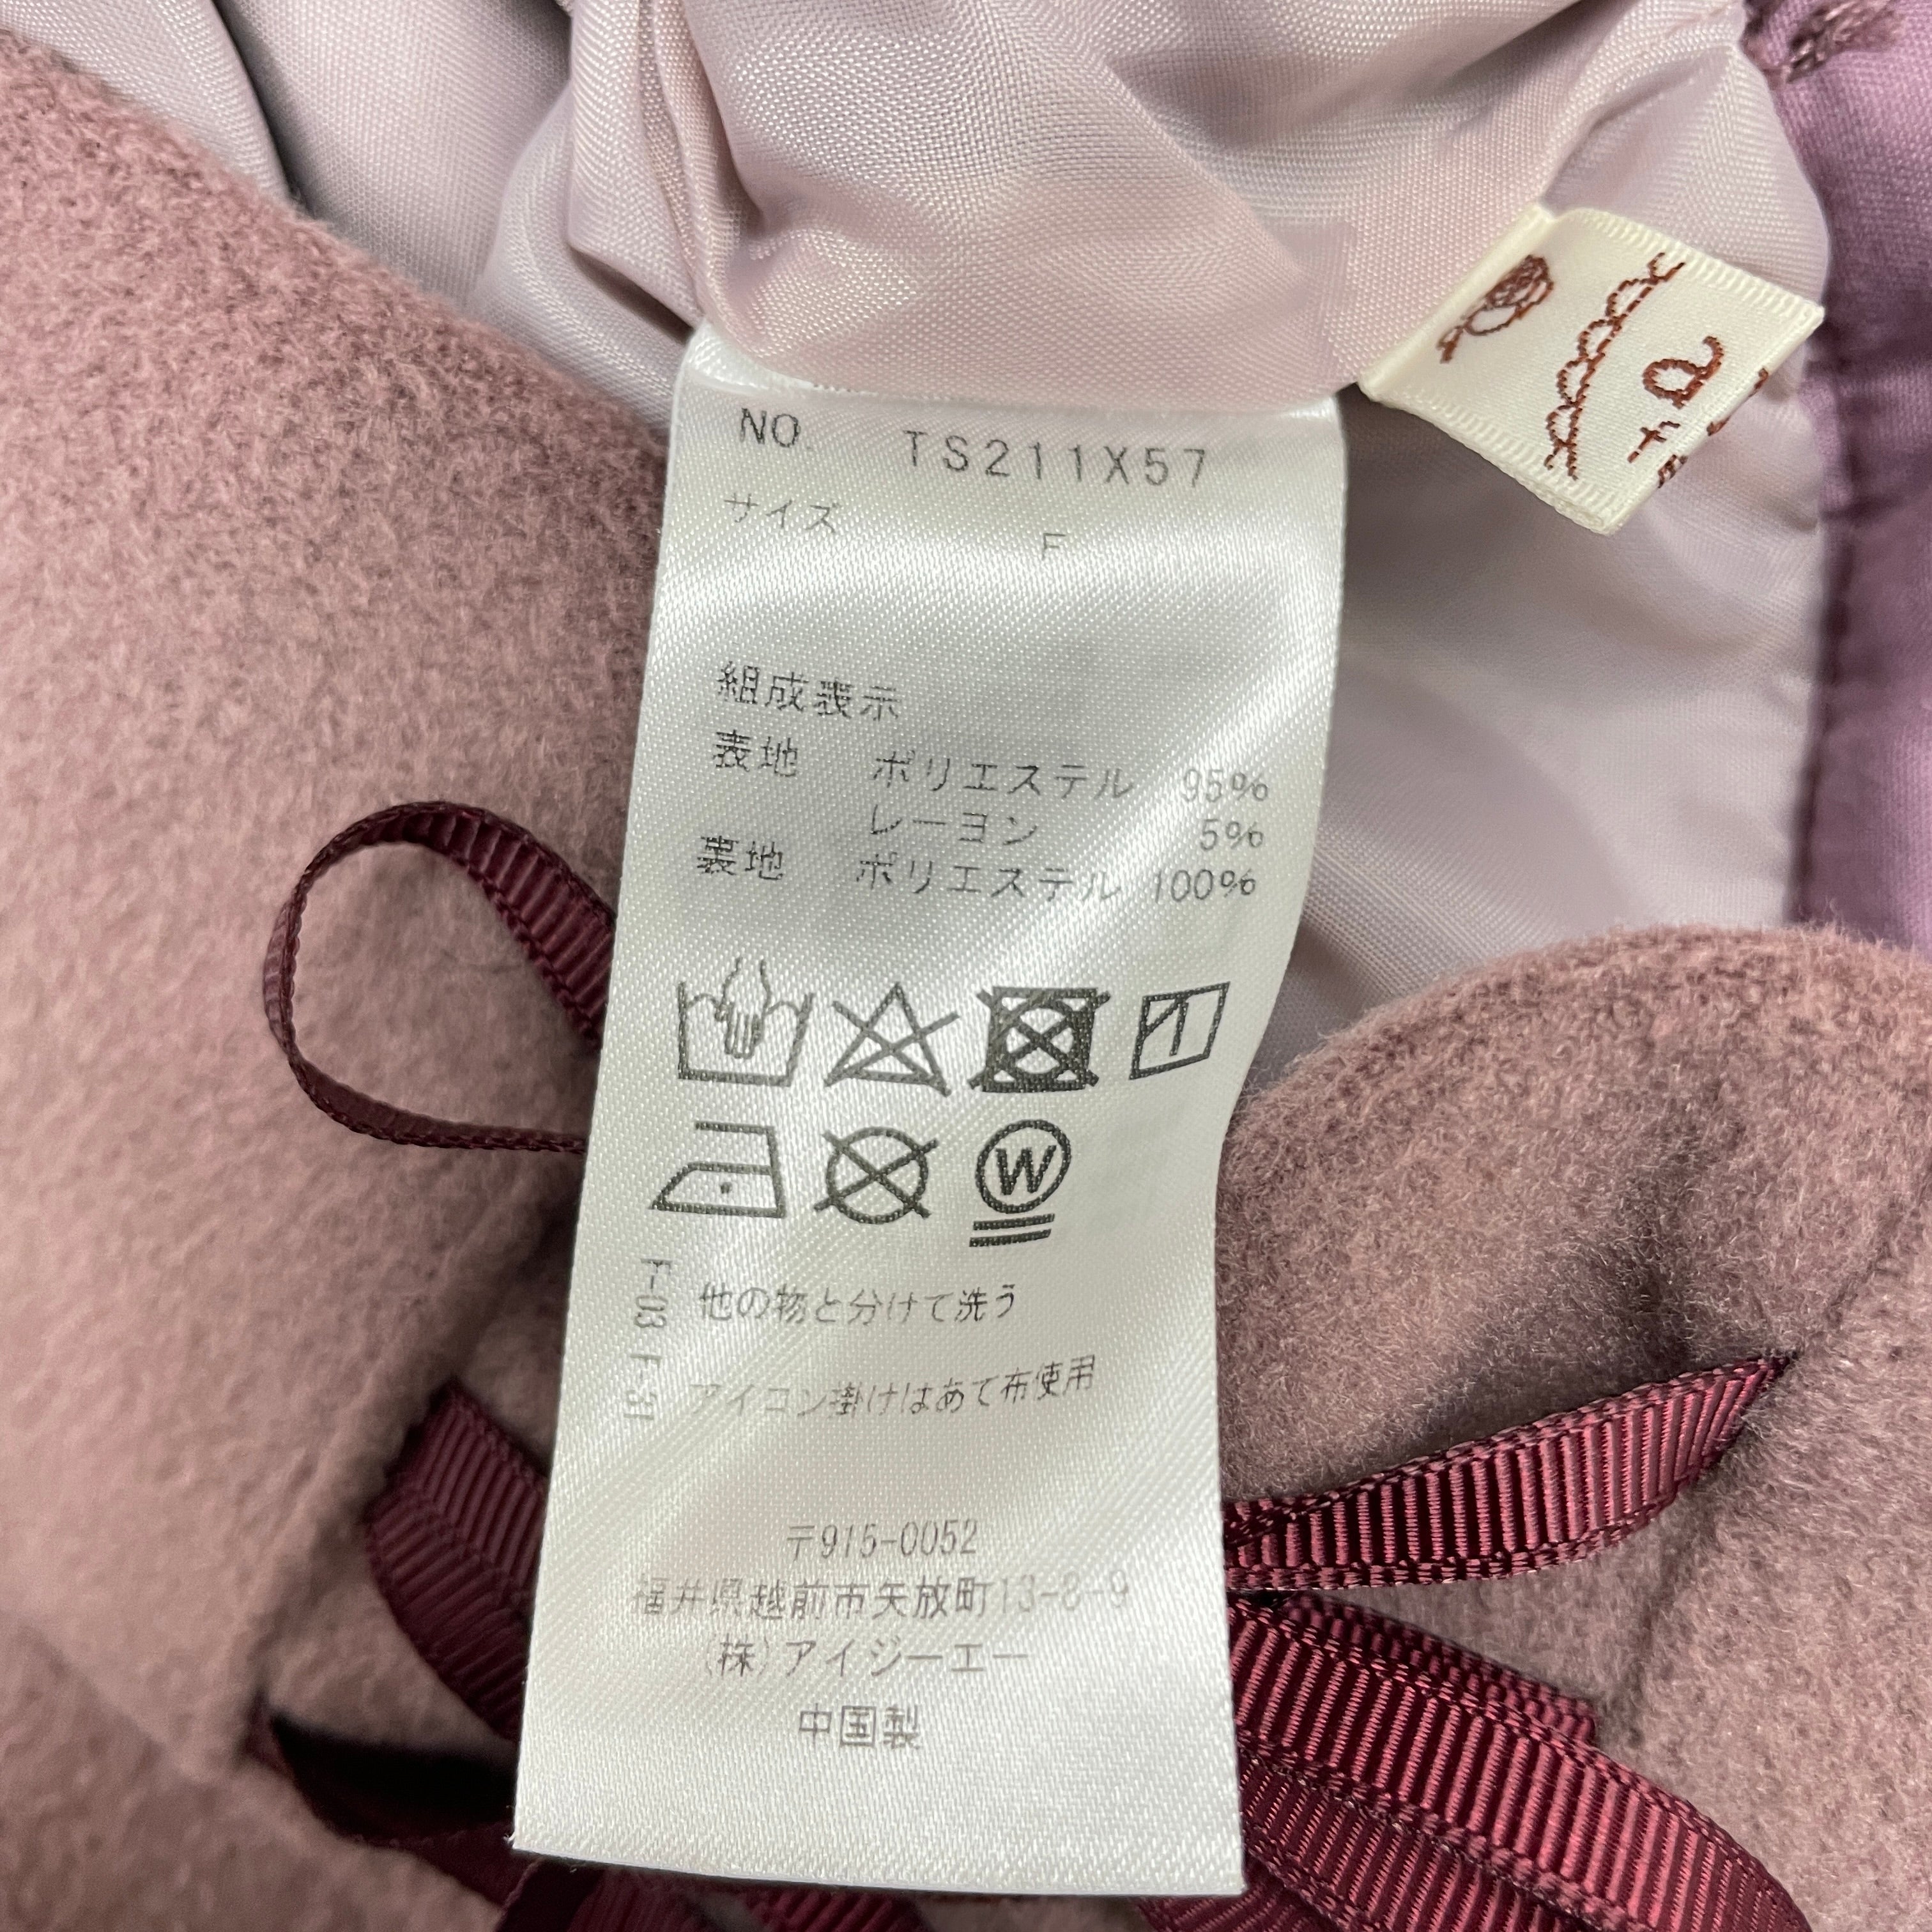 NO. TS211X57
サイズ F
組成表示
表地 ポリエステル 95%
レーヨン 5%
裏地 ポリエステル 100%
W
F-03 F-31
他の物と分けて洗う
アイロン掛けはあて布使用
〒915-0052
福井県越前市矢放町13-8-9
(株)アイジーエー
中国製
a